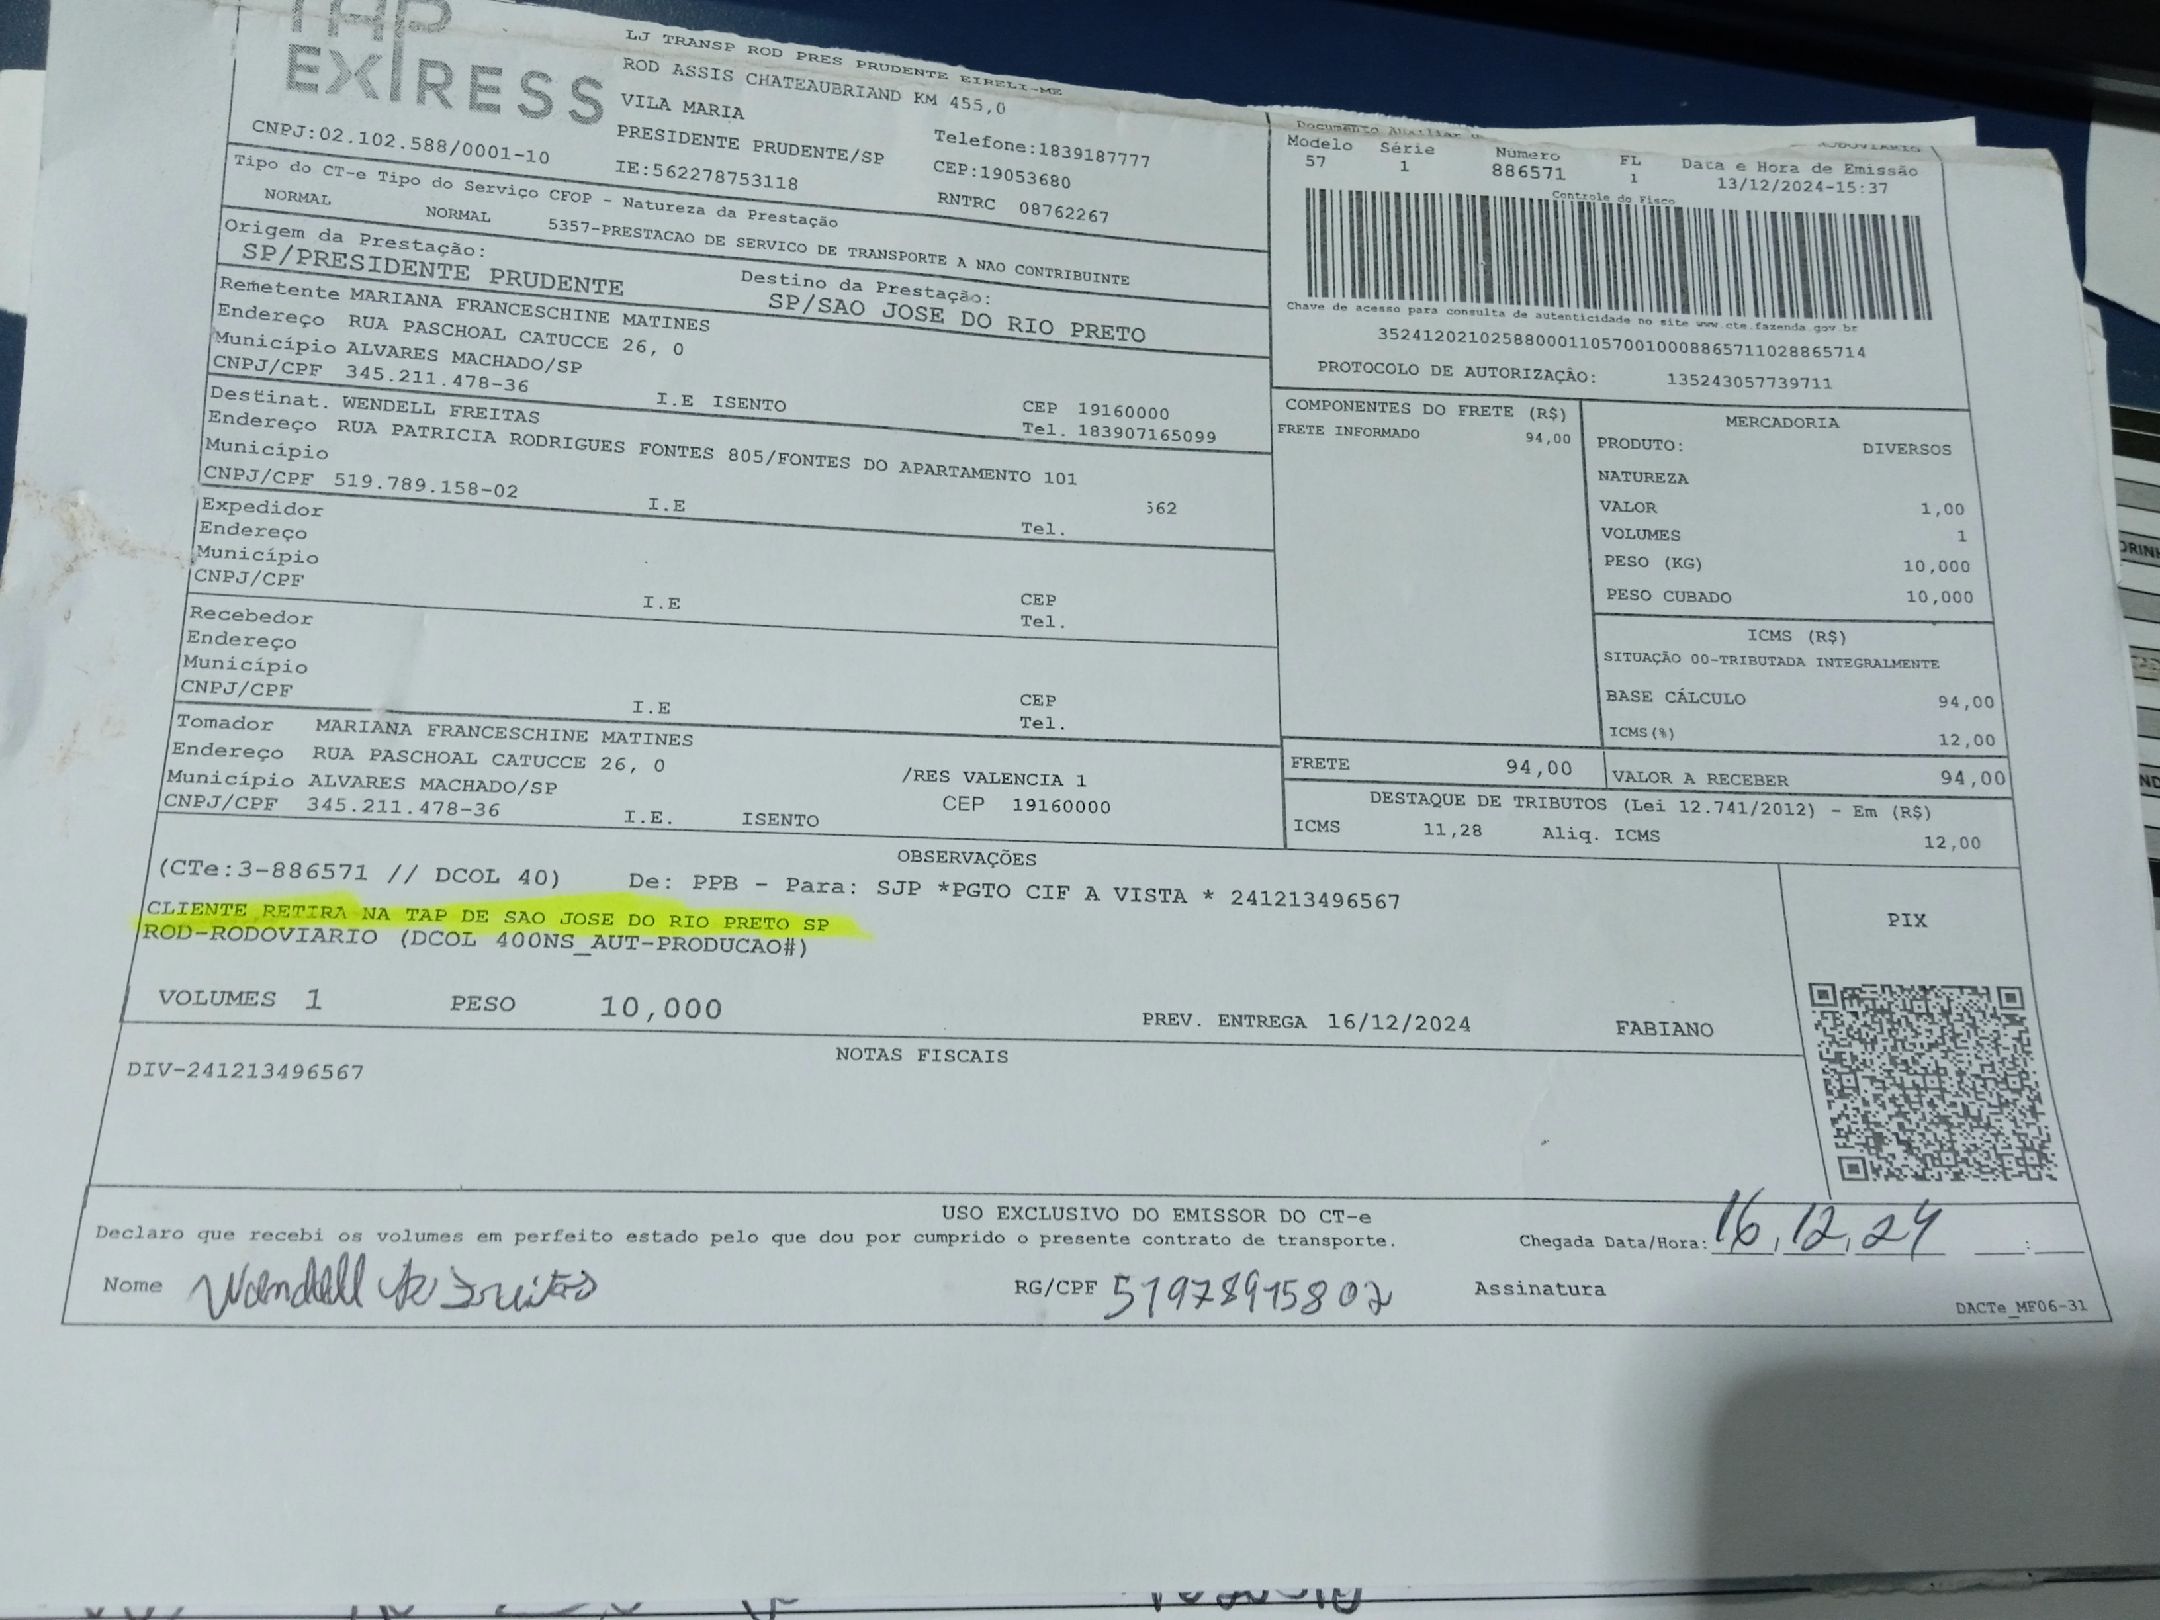 TAP
EXPRESS
LJ TRANSP ROD PRES PRUDENTE EIRELI-ME
ROD ASSIS CHATEAUBRIAND KM 455,0
VILA MARIA
PRESIDENTE PRUDENTE/SP Telefone:1839187777
CNPJ:02.102.588/0001-10 IE:562278753118 CEP:19053680
RNTRC 08762267
Tipo do CT-e Tipo do Serviço CFOP - Natureza da Prestação
NORMAL NORMAL 5357-PRESTACAO DE SERVICO DE TRANSPORTE A NAO CONTRIBUINTE
Origem da Prestação: Destino da Prestação:
SP/PRESIDENTE PRUDENTE SP/SAO JOSE DO RIO PRETO
Remetente MARIANA FRANCESCHINE MATINES
Endereço RUA PASCHOAL CATUCCE 26, 0
Município ALVARES MACHADO/SP CEP 19160000
CNPJ/CPF 345.211.478-36 I.E ISENTO Tel. 183907165099
Destinat. WENDELL FREITAS
Endereço RUA PATRICIA RODRIGUES FONTES 805/FONTES DO APARTAMENTO 101
Município 562
CNPJ/CPF 519.789.158-02 I.E Tel.
Expedidor
Endereço
Município CEP
CNPJ/CPF I.E Tel.
Recebedor
Endereço
Município CEP
CNPJ/CPF I.E Tel.
Tomador MARIANA FRANCESCHINE MATINES
Endereço RUA PASCHOAL CATUCCE 26, 0 /RES VALENCIA 1
Município ALVARES MACHADO/SP CEP 19160000
CNPJ/CPF 345.211.478-36 I.E. ISENTO
Documento Auxiliar
Modelo Série Numero FL Data e Hora de Emissão
57 1 886571 1 13/12/2024-15:37
Controle do Fisco
Chave de acesso para consulta de autenticidade no site www.cte.fazenda.gov.br
35241202102588000110570010008865711028865714
PROTOCOLO DE AUTORIZAÇÃO: 135243057739711
COMPONENTES DO FRETE (R$)
FRETE INFORMADO 94,00
MERCADORIA
PRODUTO: DIVERSOS
NATUREZA
VALOR 1,00
VOLUMES 1
PESO (KG) 10,000
PESO CUBADO 10,000
ICMS (R$)
SITUAÇÃO 00-TRIBUTADA INTEGRALMENTE
BASE CÁLCULO 94,00
ICMS(%) 12,00
FRETE 94,00 VALOR A RECEBER 94,00
DESTAQUE DE TRIBUTOS (Lei 12.741/2012) - Em (R$)
ICMS 11,28 Aliq. ICMS 12,00
OBSERVAÇÕES
(CTe:3-886571 // DCOL 40) De: PPB - Para: SJP *PGTO CIF A VISTA * 241213496567
CLIENTE RETIRA NA TAP DE SAO JOSE DO RIO PRETO SP
ROD-RODOVIARIO (DCOL 400NS_AUT-PRODUCAO#)
PIX
VOLUMES 1 PESO 10,000 PREV. ENTREGA 16/12/2024 FABIANO
NOTAS FISCAIS
DIV-241213496567
USO EXCLUSIVO DO EMISSOR DO CT-e
Declaro que recebi os volumes em perfeito estado pelo que dou por cumprido o presente contrato de transporte. Chegada Data/Hora: 16,12,24 :
Nome Wendell de Freitas RG/CPF 51978915802 Assinatura
DACTe_MF06-31